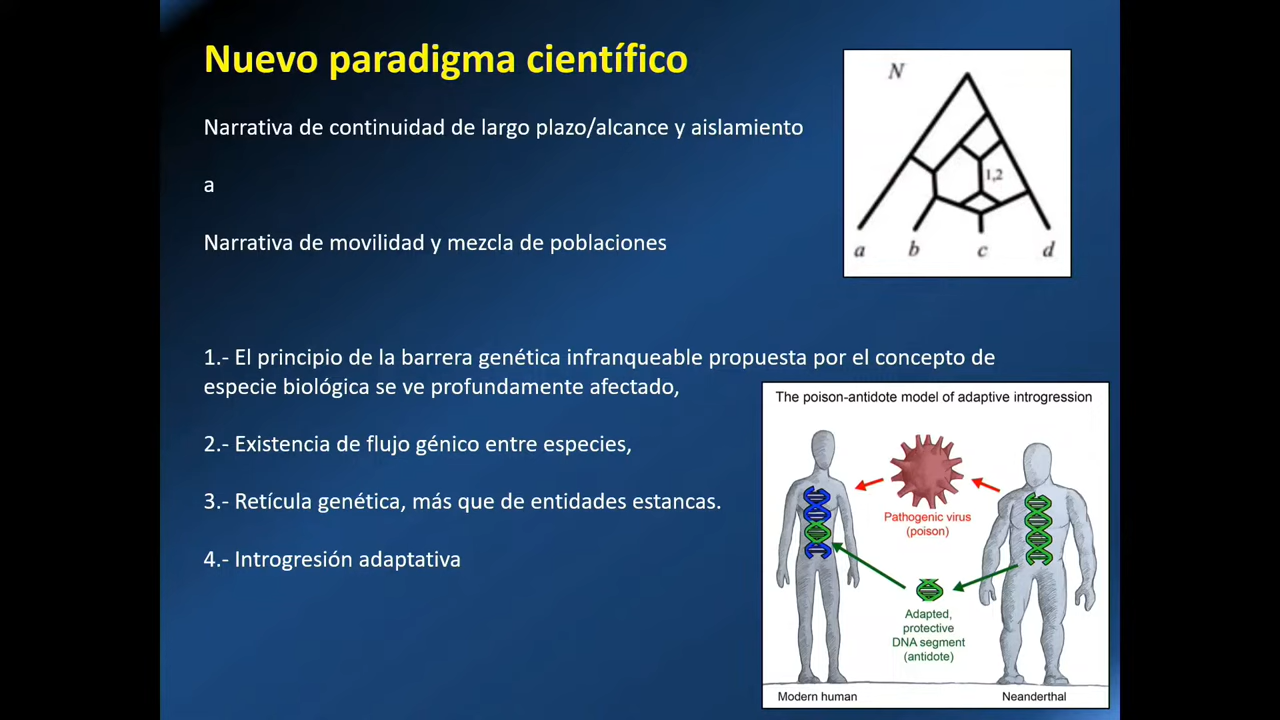 Nuevo paradigma científico
Narrativa de continuidad de largo plazo/alcance y aislamiento
a
Narrativa de movilidad y mezcla de poblaciones
N
1,2
a b c d
1.- El principio de la barrera genética infranqueable propuesta por el concepto de
especie biológica se ve profundamente afectado,
2.- Existencia de flujo génico entre especies,
3.- Retícula genética, más que de entidades estancas.
4.- Introgresión adaptativa
The poison-antidote model of adaptive introgression
Pathogenic virus
(poison)
Adapted,
protective
DNA segment
(antidote)
Modern human
Neanderthal